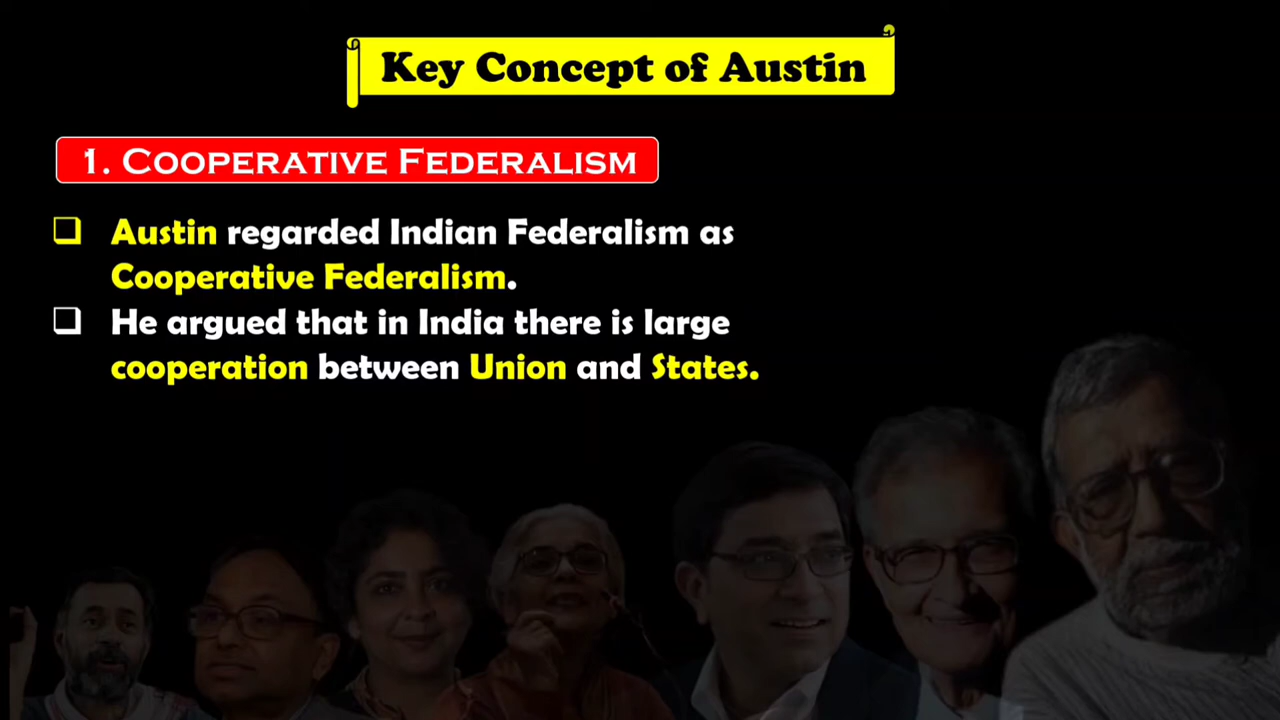 Key Concept of Austin
1. Cooperative Federalism
❑ Austin regarded Indian Federalism as
Cooperative Federalism.
❑ He argued that in India there is large
cooperation between Union and States.